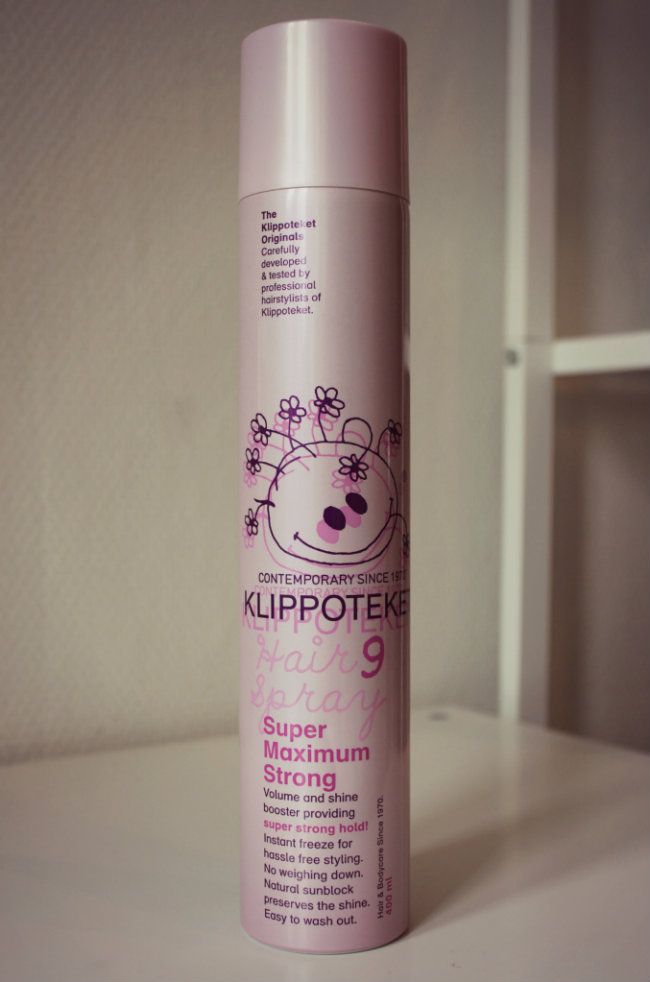 The
Klippoteket
Originals
Carefully
developed
& tested by
professional
hairstylists of
Klippoteket.
CONTEMPORARY SINCE 1970
KLIPPOTEKET
Hair 9
Spray
Super
Maximum
Strong
Volume and shine
booster providing
super strong hold!
Instant freeze for
hassle free styling.
No weighing down.
Natural sunblock
preserves the shine.
Easy to wash out.
Hair & Bodycare Since 1970.
400 ml